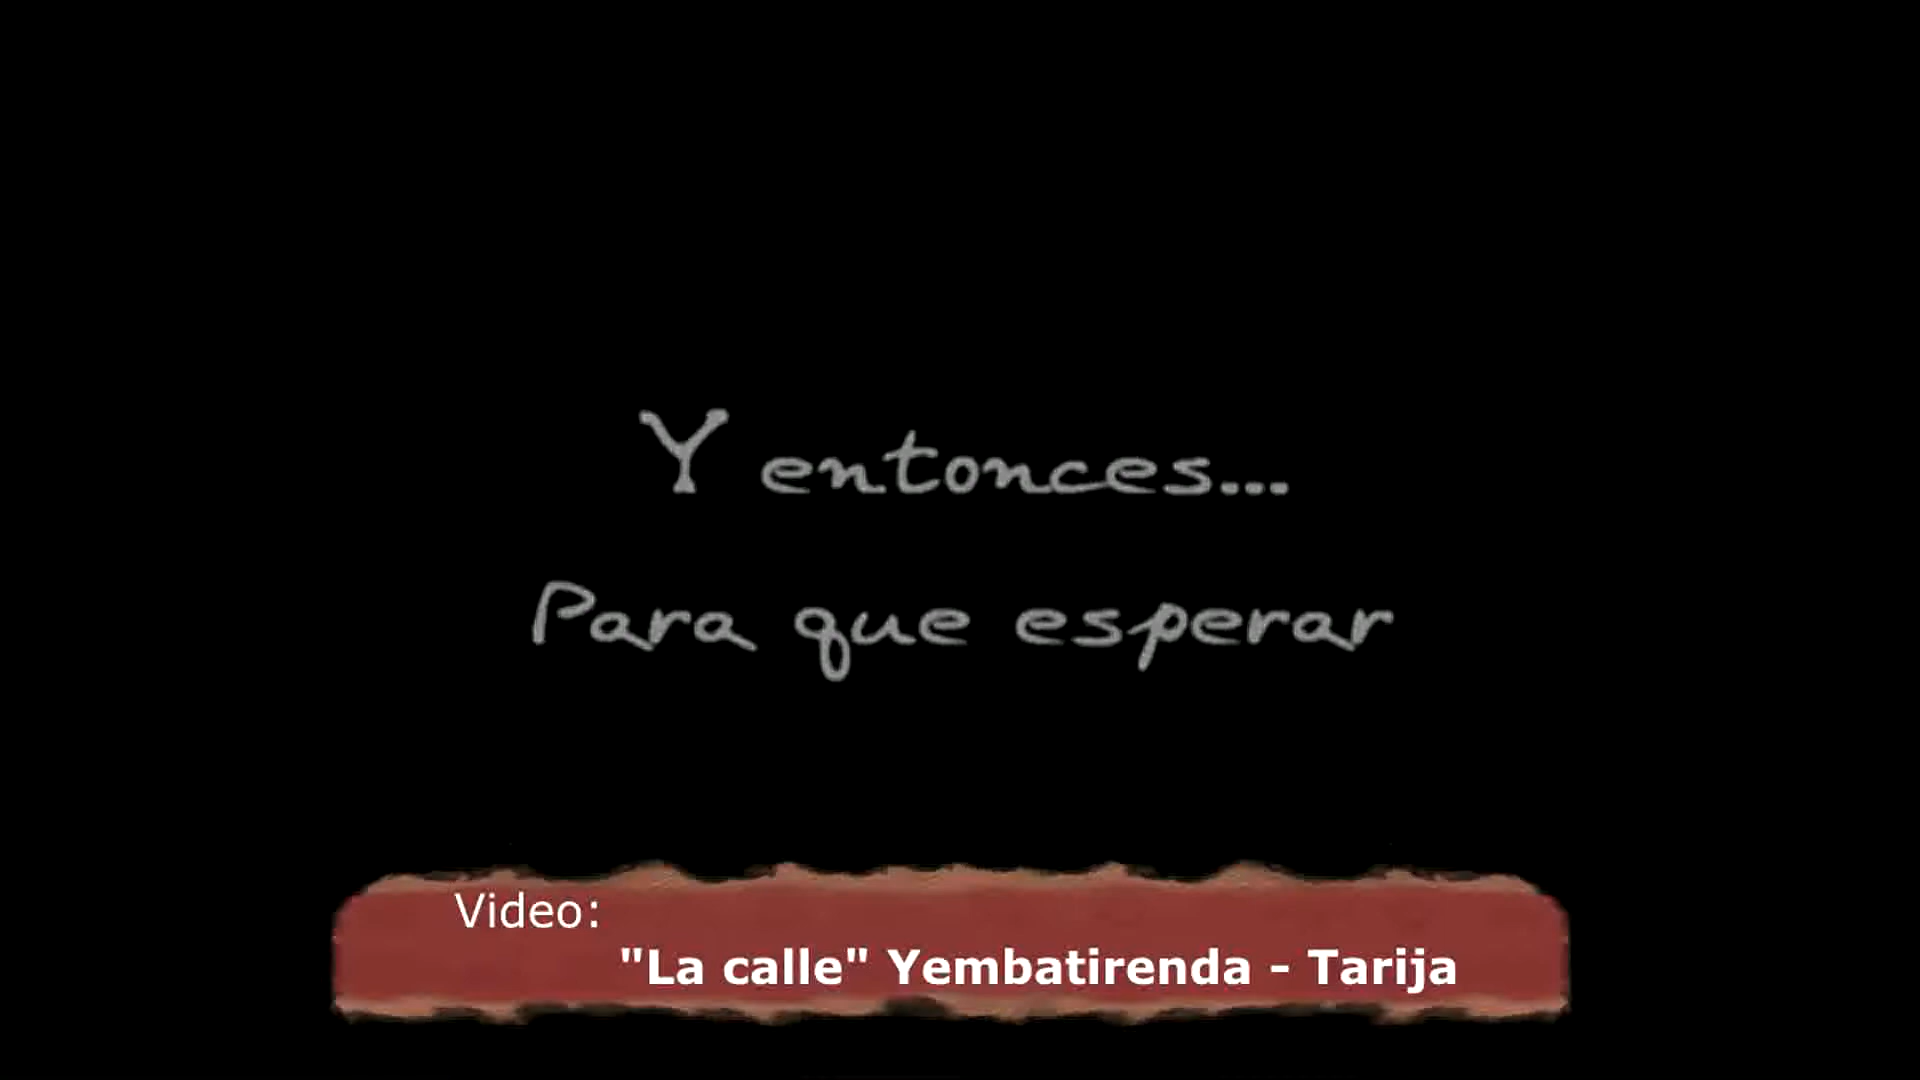 Y entonces...
Para que esperar
Video:
"La calle" Yembatirenda - Tarija